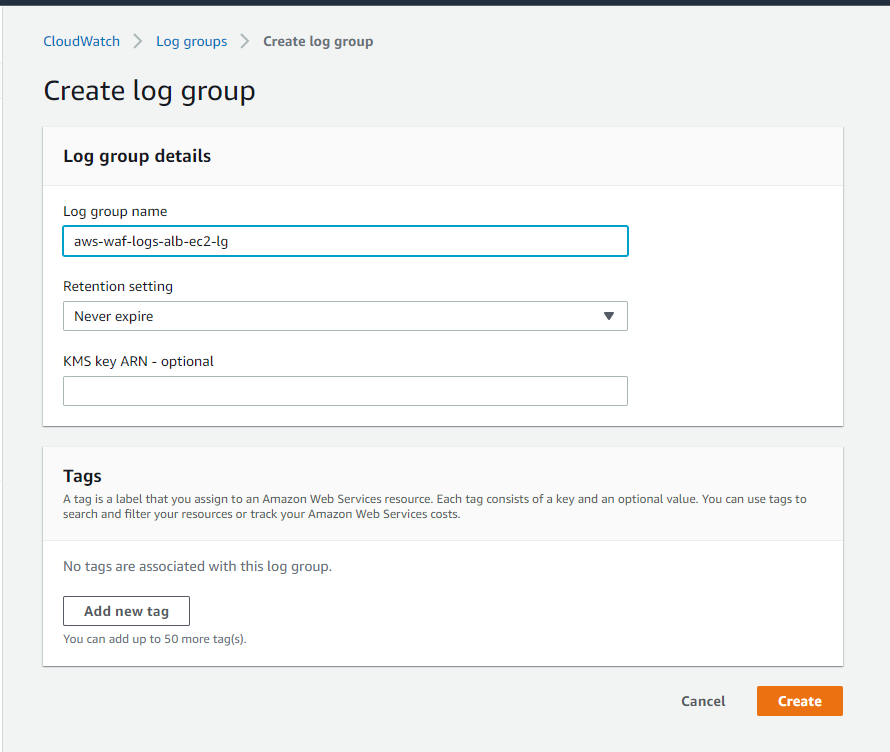 CloudWatch > Log groups > Create log group
Create log group
Log group details
Log group name
aws-waf-logs-alb-ec2-lg
Retention setting
Never expire
KMS key ARN - optional
Tags
A tag is a label that you assign to an Amazon Web Services resource. Each tag consists of a key and an optional value. You can use tags to
search and filter your resources or track your Amazon Web Services costs.
No tags are associated with this log group.
Add new tag
You can add up to 50 more tag(s).
Cancel Create